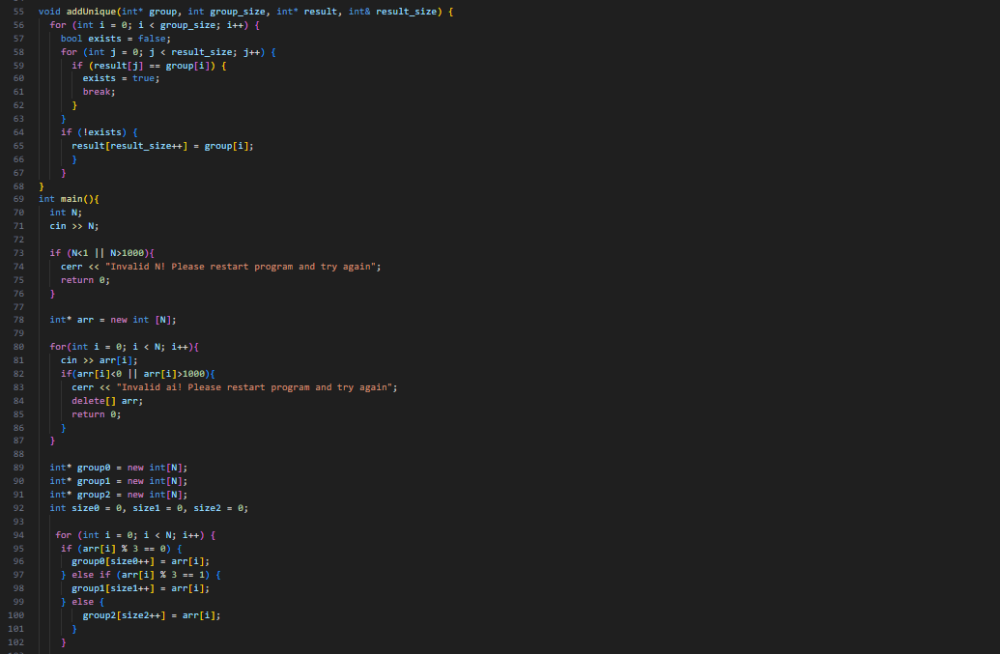 55 void addUnique(int* group, int group_size, int* result, int& result_size) {
56 for (int i = 0; i < group_size; i++) {
57 bool exists = false;
58 for (int j = 0; j < result_size; j++) {
59 if (result[j] == group[i]) {
60 exists = true;
61 break;
62 }
63 }
64 if (!exists) {
65 result[result_size++] = group[i];
66 }
67 }
68 }
69 int main(){
70 int N;
71 cin >> N;
72
73 if (N<1 || N>1000){
74 cerr << "Invalid N! Please restart program and try again";
75 return 0;
76 }
77
78 int* arr = new int [N];
79
80 for(int i = 0; i < N; i++){
81 cin >> arr[i];
82 if(arr[i]<0 || arr[i]>1000){
83 cerr << "Invalid ai! Please restart program and try again";
84 delete[] arr;
85 return 0;
86 }
87 }
88
89 int* group0 = new int[N];
90 int* group1 = new int[N];
91 int* group2 = new int[N];
92 int size0 = 0, size1 = 0, size2 = 0;
93
94 for (int i = 0; i < N; i++) {
95 if (arr[i] % 3 == 0) {
96 group0[size0++] = arr[i];
97 } else if (arr[i] % 3 == 1) {
98 group1[size1++] = arr[i];
99 } else {
100 group2[size2++] = arr[i];
101 }
102 }